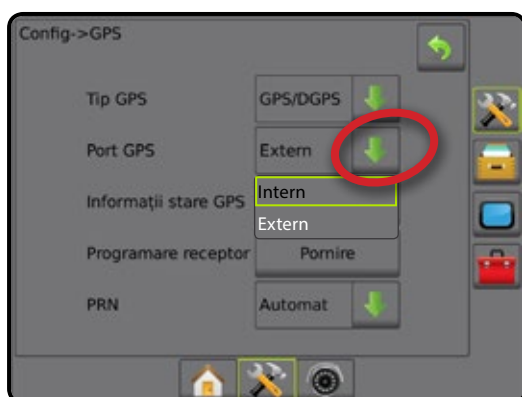 Config->GPS
Tip GPS GPS/DGPS
Port GPS Extern
Intern
Informații stare GPS
Extern
Programare receptor Pornire
PRN Automat